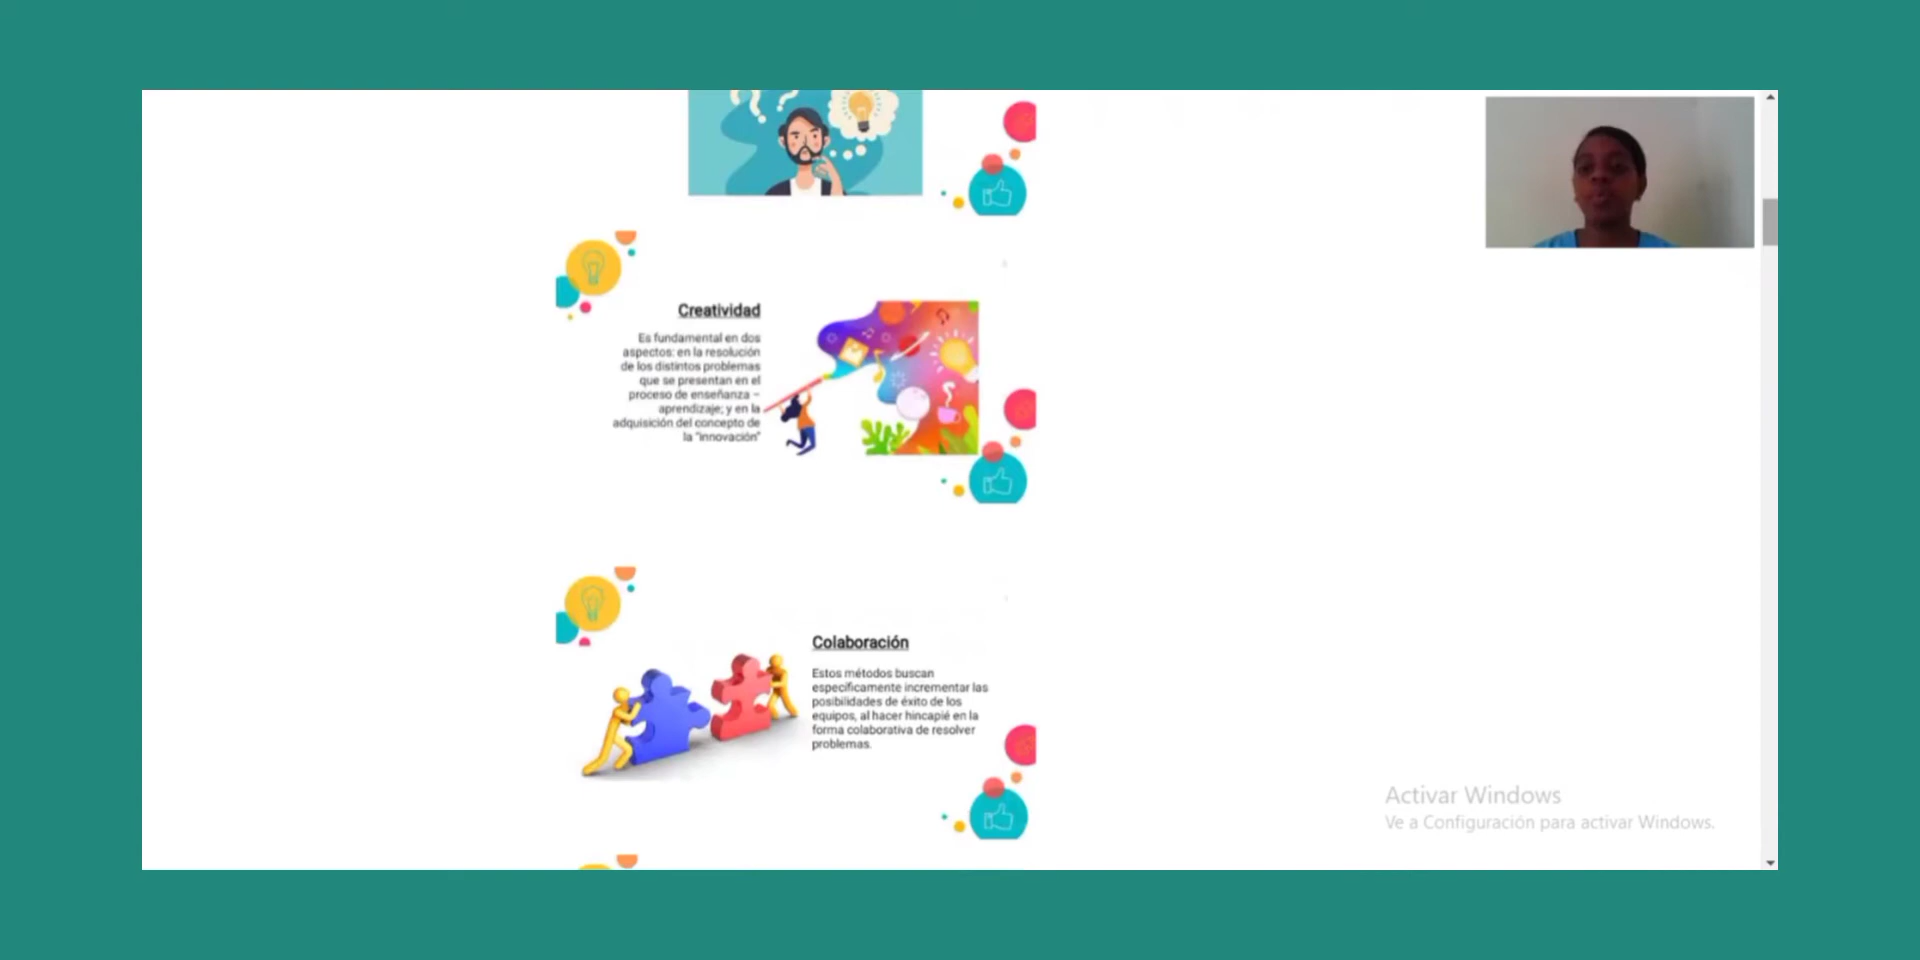 Creatividad
Es fundamental en dos
aspectos: en la resolución
de los distintos problemas
que se presentan en el
proceso de enseñanza –
aprendizaje; y en la
adquisición del concepto de
la "innovación"
Colaboración
Estos métodos buscan
específicamente incrementar las
posibilidades de éxito de los
equipos, al hacer hincapié en la
forma colaborativa de resolver
problemas.
Activar Windows
Ve a Configuración para activar Windows.